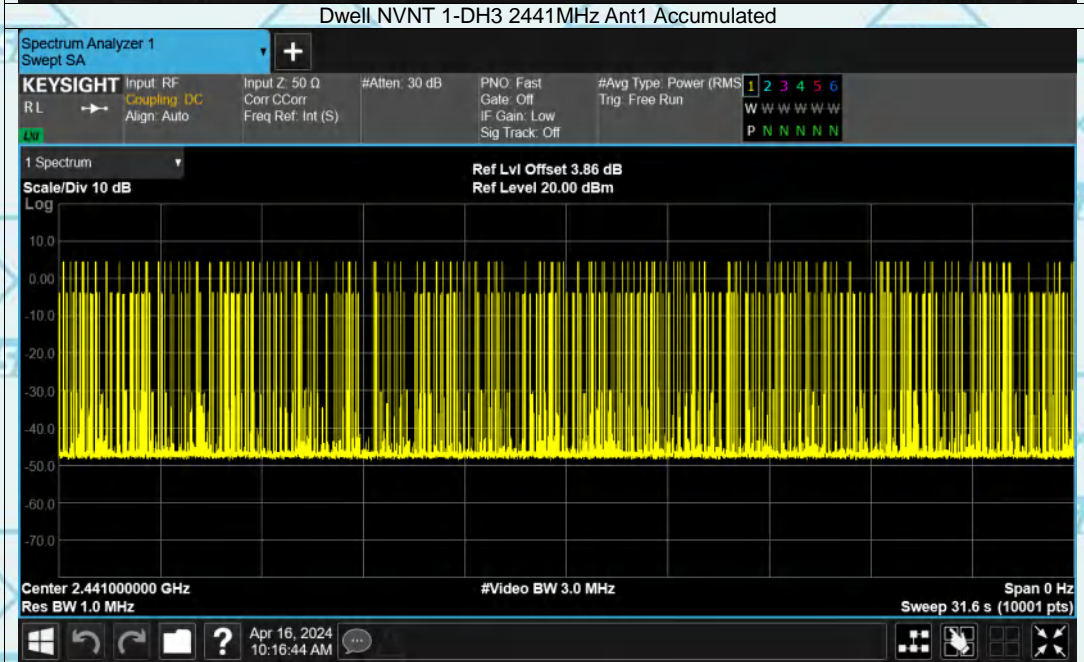 Dwell NVNT 1-DH3 2441MHz Ant1 Accumulated
Spectrum Analyzer 1
Swept SA
+
KEYSIGHT
RL
LXI
Input: RF
Coupling: DC
Align: Auto
Input Z: 50 Ω
Corr CCorr
Freq Ref: Int (S)
#Atten: 30 dB
PNO: Fast
Gate: Off
IF Gain: Low
Sig Track: Off
#Avg Type: Power (RMS
Trig: Free Run
1 2 3 4 5 6
W W W W W W
P N N N N N
1 Spectrum
Scale/Div 10 dB
Log
Ref Lvl Offset 3.86 dB
Ref Level 20.00 dBm
10.0
0.00
-10.0
-20.0
-30.0
-40.0
-50.0
-60.0
-70.0
Center 2.441000000 GHz
Res BW 1.0 MHz
#Video BW 3.0 MHz
Span 0 Hz
Sweep 31.6 s (10001 pts)
?
Apr 16, 2024
10:16:44 AM